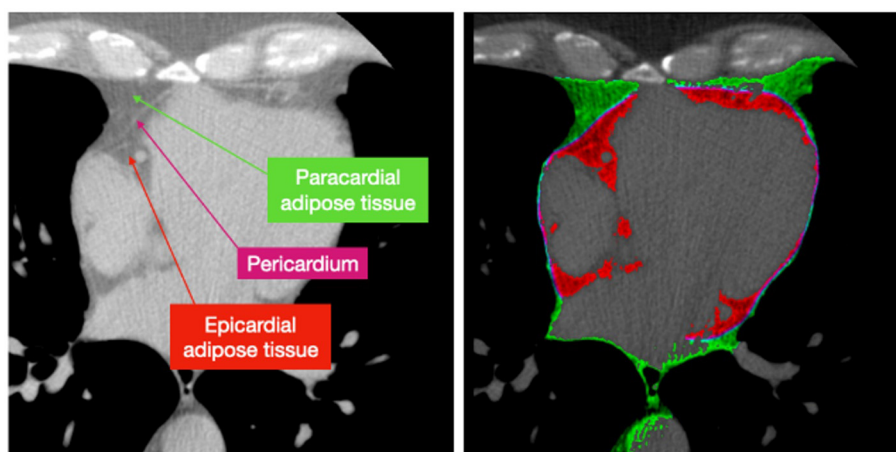 Paracardial
adipose tissue
Pericardium
Epicardial
adipose tissue